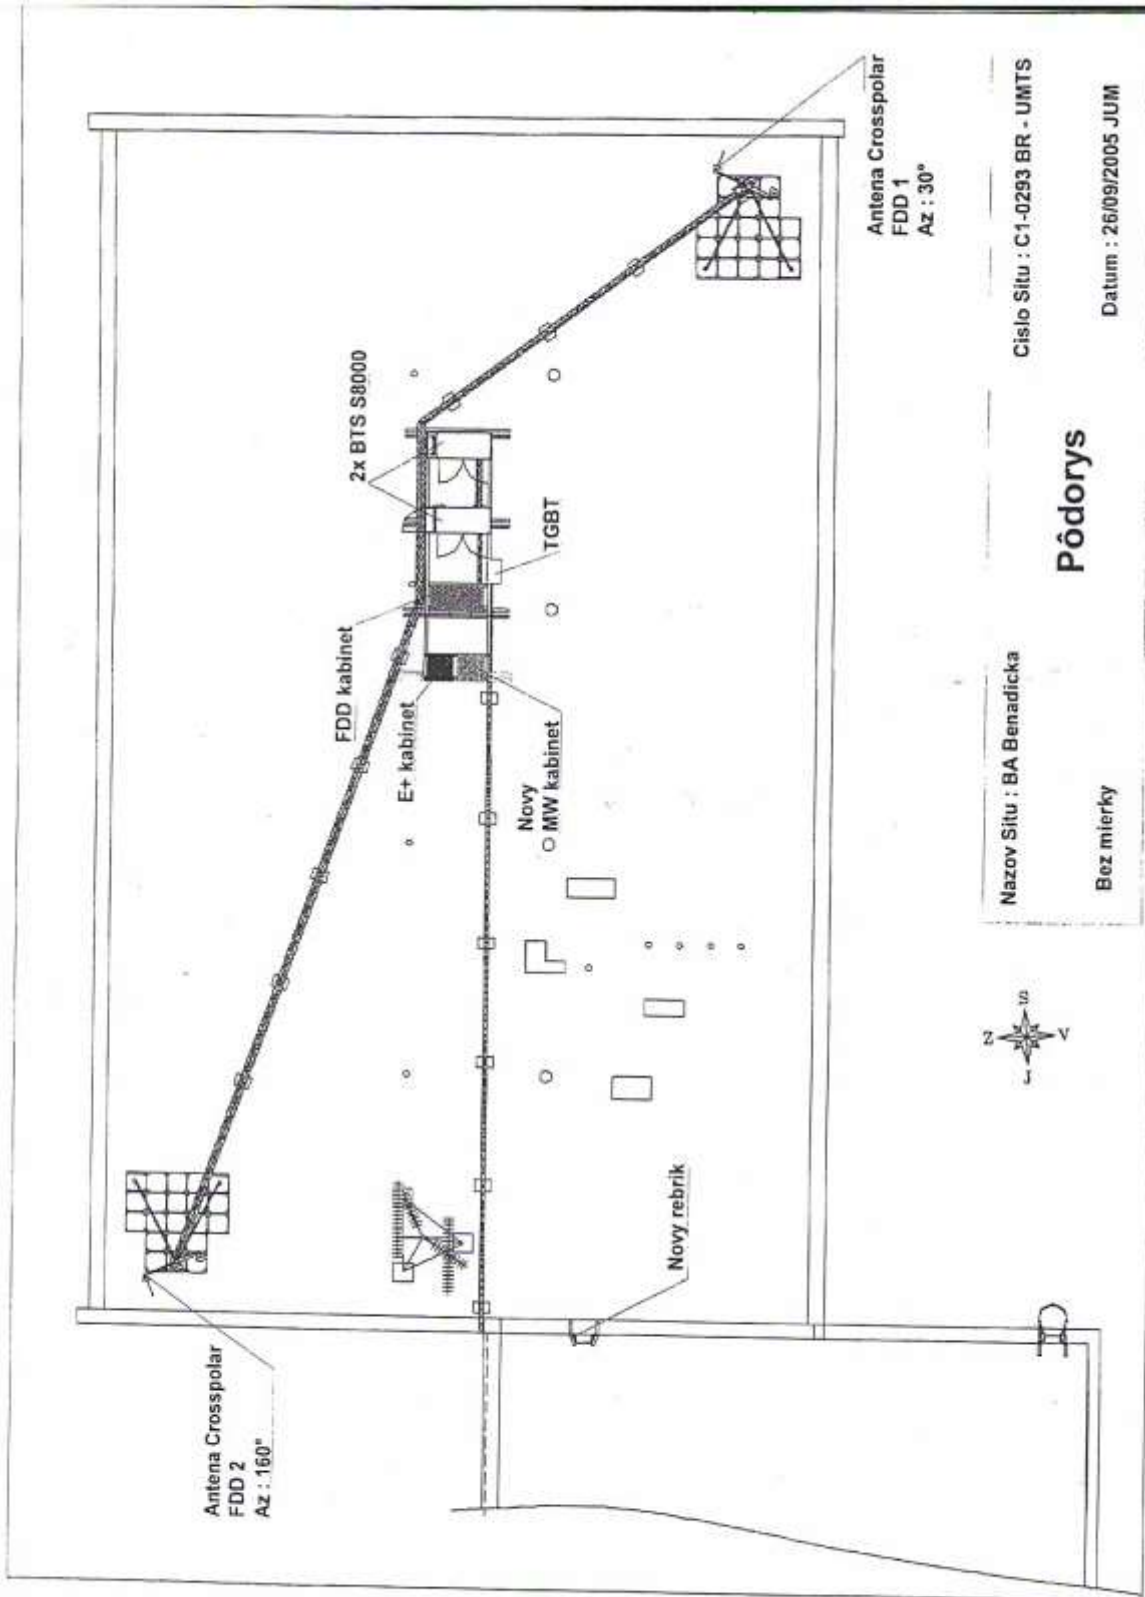 Antena Crosspolar
FDD 2
Az : 160°
FDD kabinet
E+ kabinet
2x BTS S8000
TGBT
Novy
MW kabinet
Novy rebrik
Antena Crosspolar
FDD 1
Az : 30°
Z
S
J
V
Nazov Situ : BA Benadicka
Cislo Situ : C1-0293 BR - UMTS
Pôdorys
Bez mierky
Datum : 26/09/2005 JUM